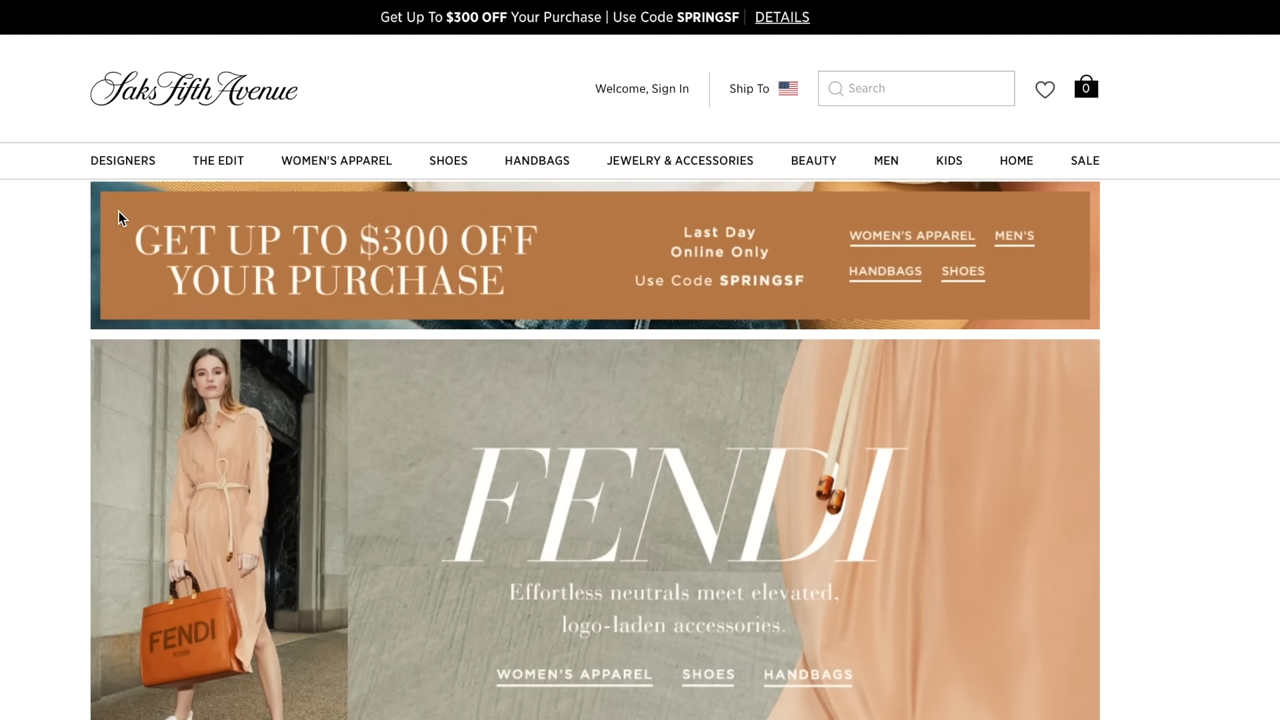 Get Up To $300 OFF Your Purchase | Use Code SPRINGSF DETAILS
Saks Fifth Avenue
Welcome, Sign In
Ship To
Search
0
DESIGNERS THE EDIT WOMEN'S APPAREL SHOES HANDBAGS JEWELRY & ACCESSORIES BEAUTY MEN KIDS HOME SALE
GET UP TO $300 OFF
YOUR PURCHASE
Last Day
Online Only
Use Code SPRINGSF
WOMEN'S APPAREL MEN'S
HANDBAGS SHOES
FENDI
ROMA
FENDI
Effortless neutrals meet elevated,
logo-laden accessories.
WOMEN'S APPAREL SHOES HANDBAGS